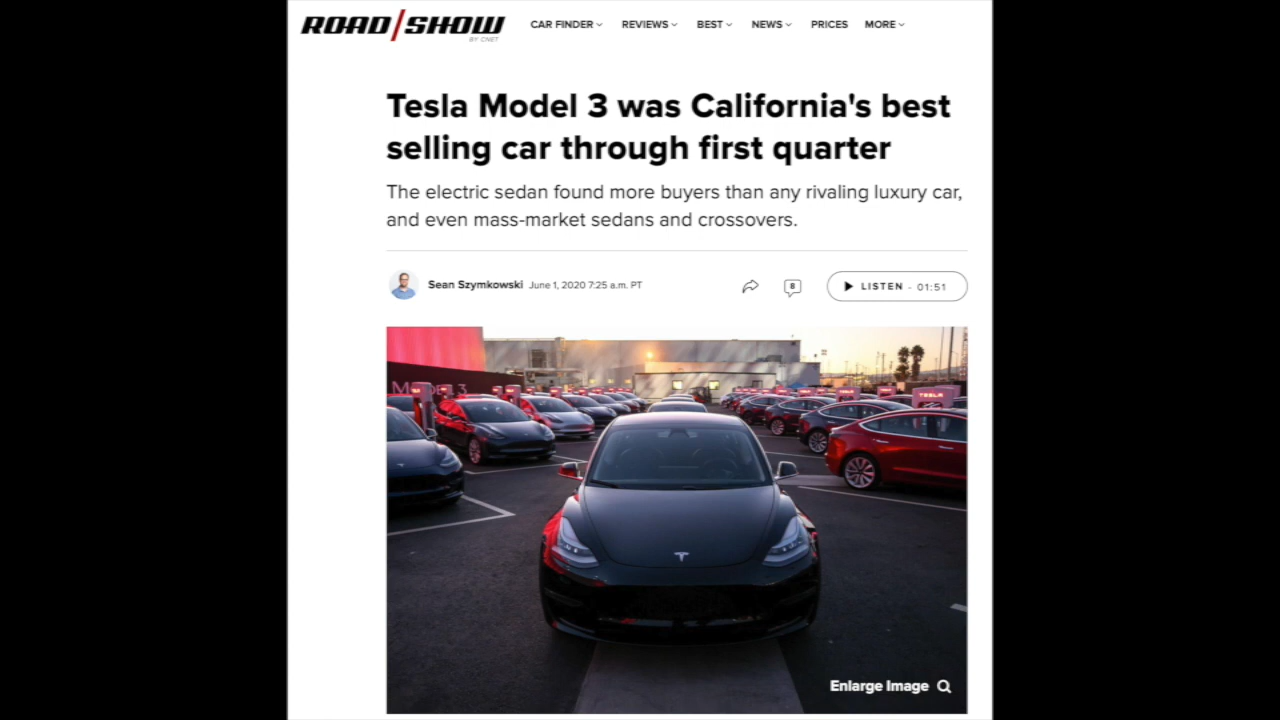 ROAD/SHOW
BY CNET
CAR FINDER REVIEWS BEST NEWS PRICES MORE
Tesla Model 3 was California's best
selling car through first quarter
The electric sedan found more buyers than any rivaling luxury car,
and even mass-market sedans and crossovers.
Sean Szymkowski June 1, 2020 7:25 a.m. PT
8
LISTEN - 01:51
TESLA
Enlarge Image